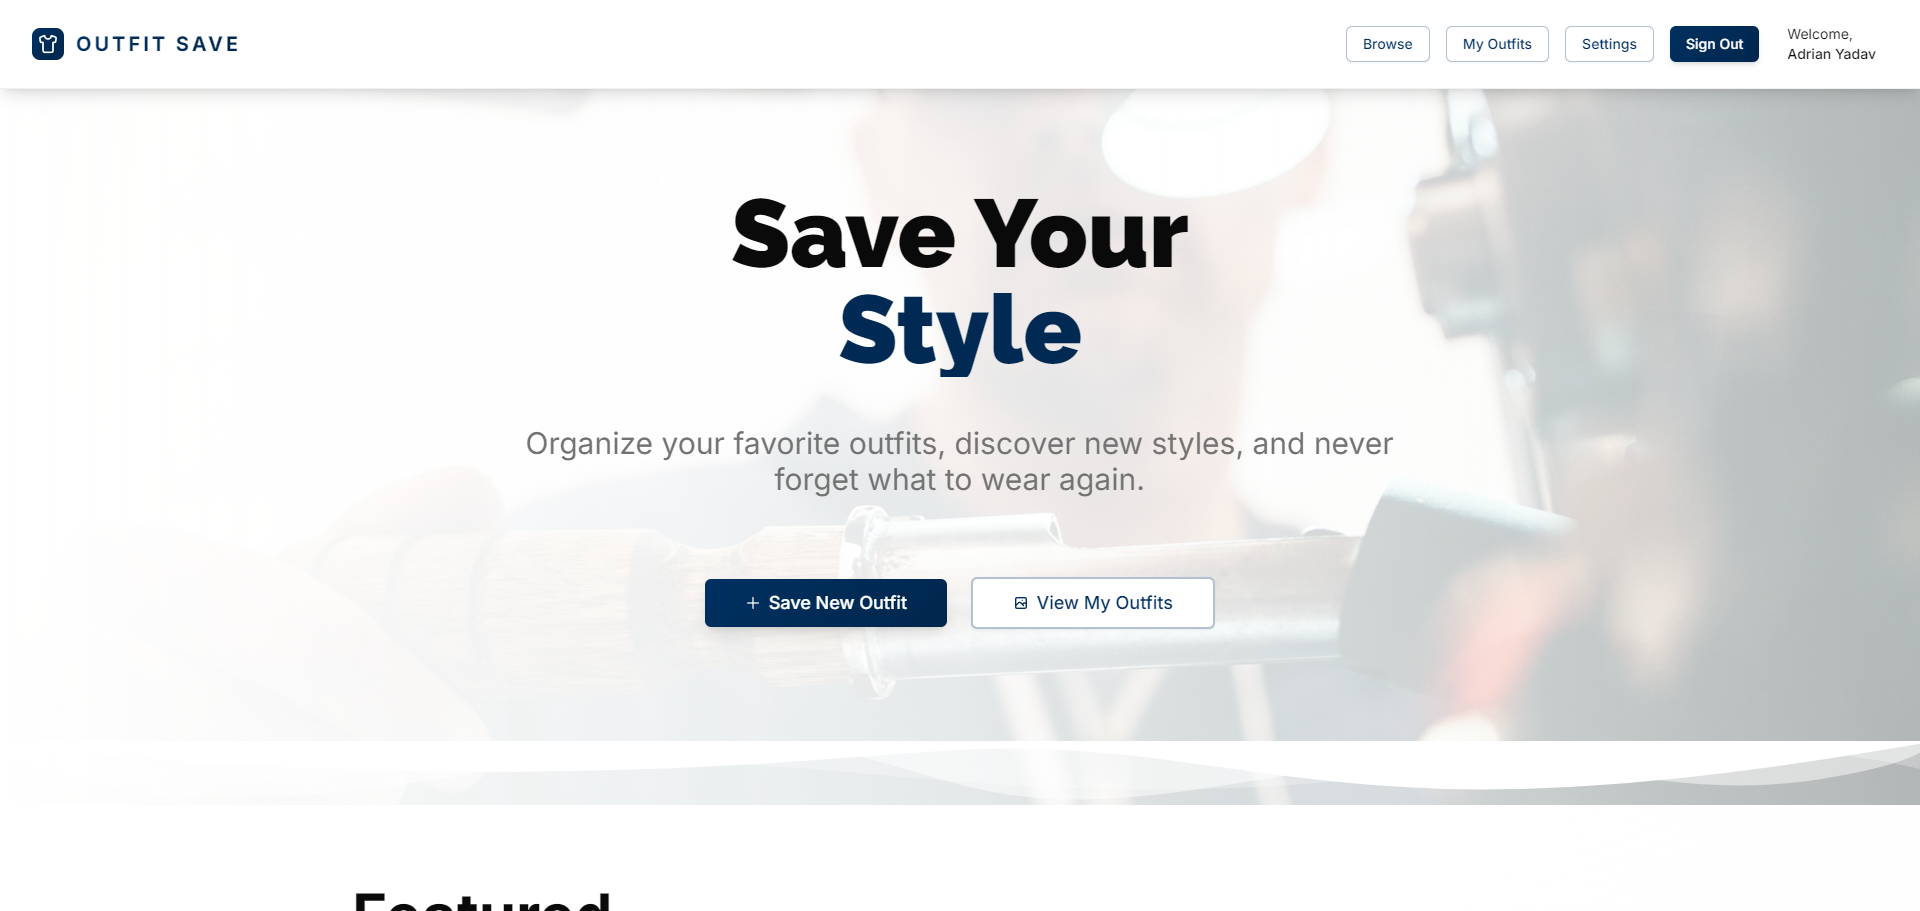 OUTFIT SAVE
Browse
My Outfits
Settings
Sign Out
Welcome,
Adrian Yadav
Save Your
Style
Organize your favorite outfits, discover new styles, and never
forget what to wear again.
Save New Outfit
View My Outfits
Featured